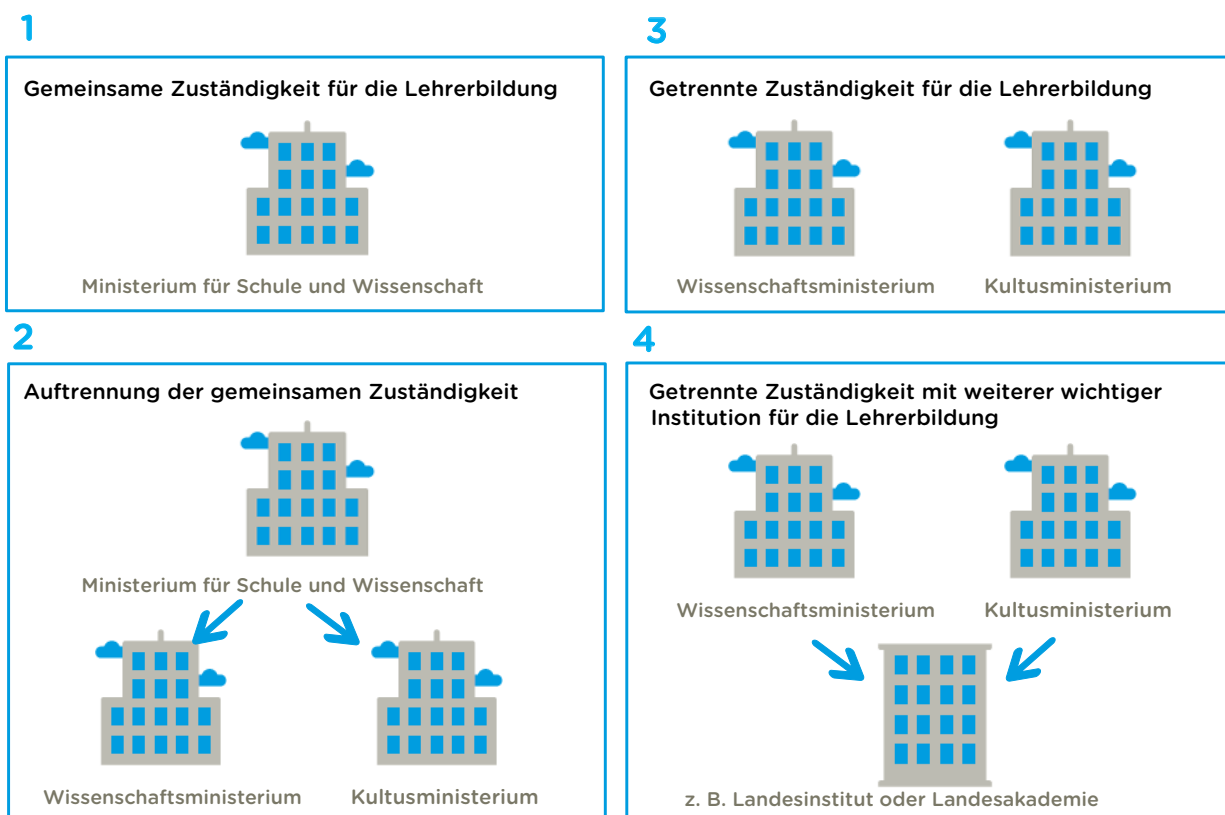 1
Gemeinsame Zuständigkeit für die Lehrerbildung
Ministerium für Schule und Wissenschaft
2
Auftrennung der gemeinsamen Zuständigkeit
Ministerium für Schule und Wissenschaft
Wissenschaftsministerium
Kultusministerium
3
Getrennte Zuständigkeit für die Lehrerbildung
Wissenschaftsministerium
Kultusministerium
4
Getrennte Zuständigkeit mit weiterer wichtiger
Institution für die Lehrerbildung
Wissenschaftsministerium
Kultusministerium
z. B. Landesinstitut oder Landesakademie